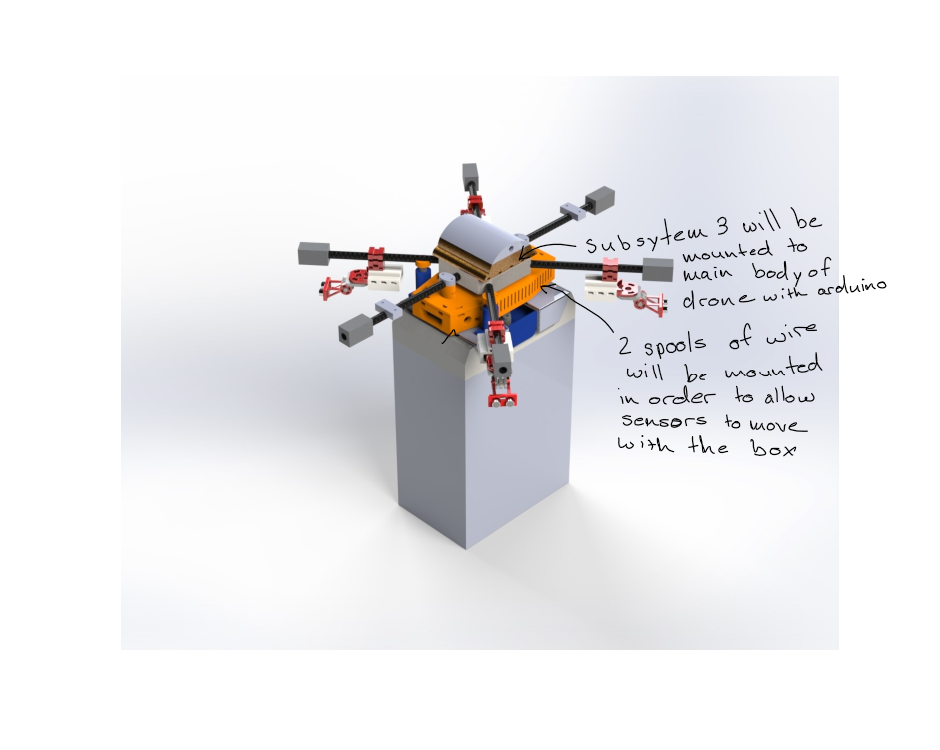 subsytem 3 will be
mounted to
main body of
drone with arduino
2 spools of wire
will be mounted
in order to allow
sensors to move
with the box